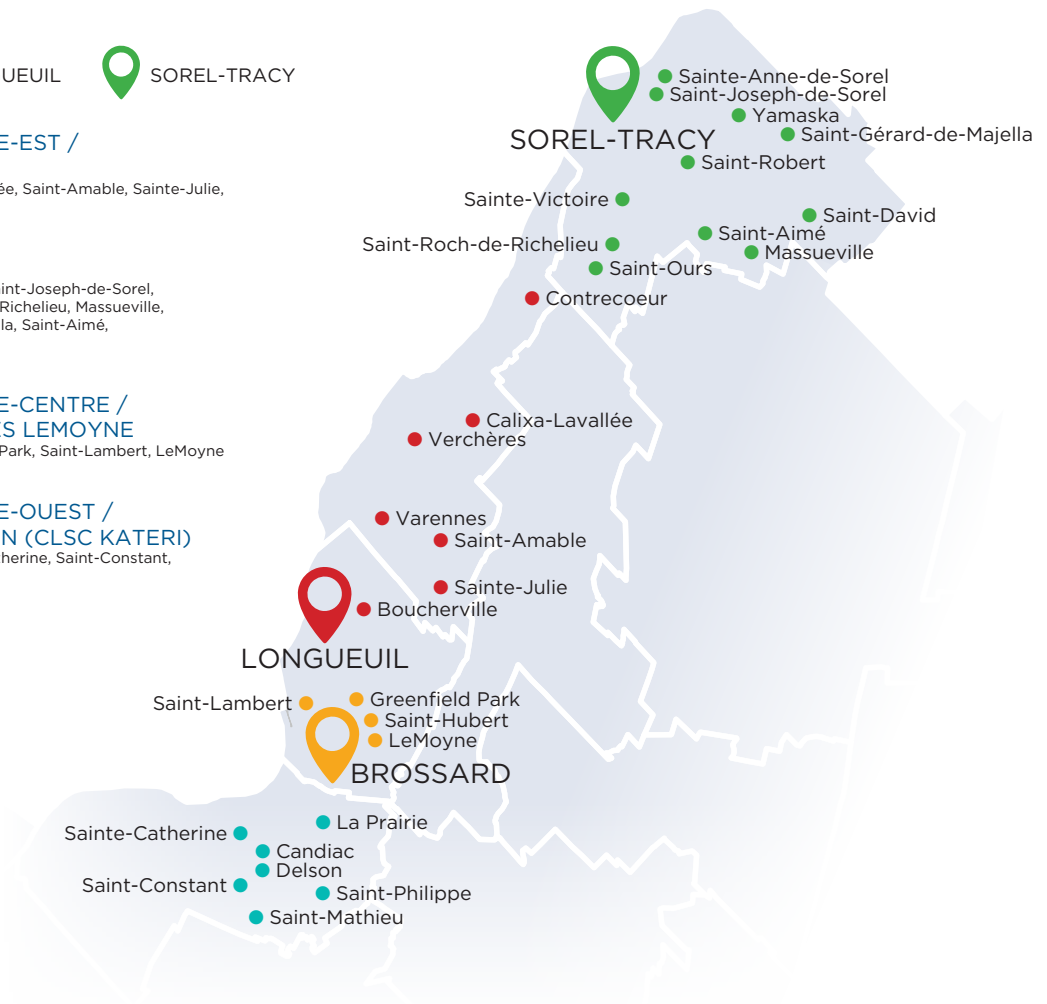 UEUIL
SOREL-TRACY
E-EST /
ée, Saint-Amable, Sainte-Julie,
int-Joseph-de-Sorel,
Richelieu, Massueville,
la, Saint-Aimé,
E-CENTRE /
ES LEMOYNE
Park, Saint-Lambert, LeMoyne
E-OUEST /
N (CLSC KATERI)
herine, Saint-Constant,
Sainte-Anne-de-Sorel
Saint-Joseph-de-Sorel
Yamaska
SOREL-TRACY
Saint-Gérard-de-Majella
Saint-Robert
Sainte-Victoire
Saint-David
Saint-Aimé
Saint-Roch-de-Richelieu
Massueville
Saint-Ours
Contrecoeur
Calixa-Lavallée
Verchères
Varennes
Saint-Amable
Sainte-Julie
Boucherville
LONGUEUIL
Saint-Lambert
Greenfield Park
Saint-Hubert
LeMoyne
BROSSARD
La Prairie
Sainte-Catherine
Candiac
Delson
Saint-Constant
Saint-Philippe
Saint-Mathieu